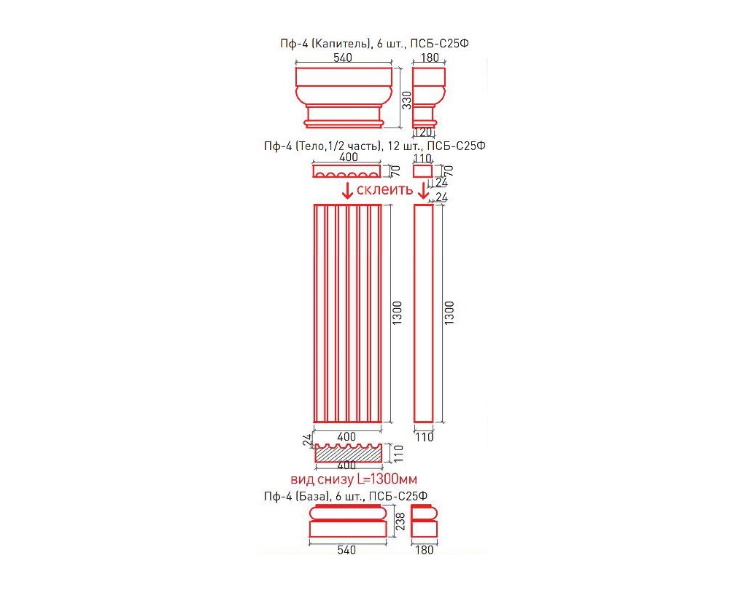 Пф-4 (Капитель), 6 шт., ПСБ-С25Ф
540 180
330
120
Пф-4 (Тело,1/2 часть), 12 шт., ПСБ-С25Ф
400 110
70 70
24
склеить
24
1300 1300
400 110
24
110
400
вид снизу L=1300мм
Пф-4 (База), 6 шт., ПСБ-С25Ф
238
540 180